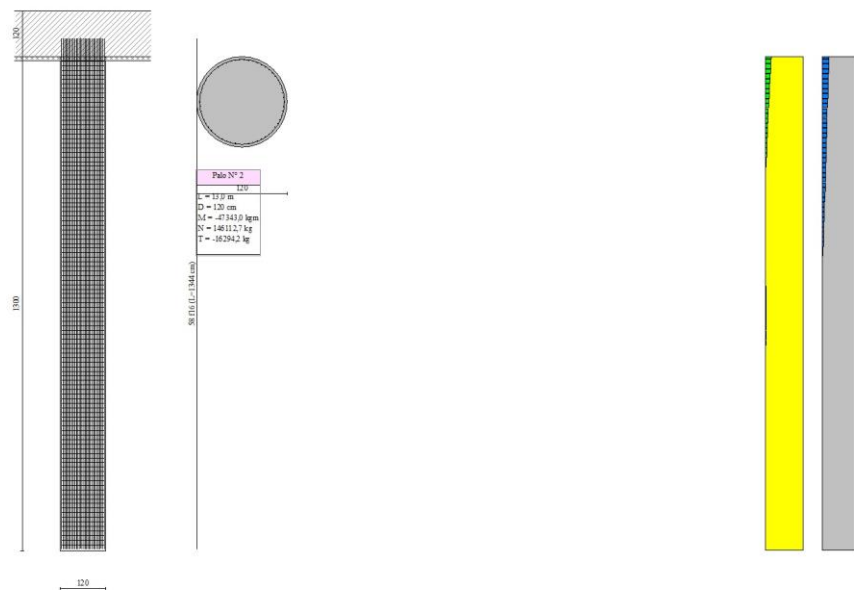 120
1300
120
Palo N° 2
120
L = 13,0 m
D = 120 cm
M = -47343,0 kgm
N = 146112,7 kg
T = -16294,2 kg
58 f16 (L=1344 cm)